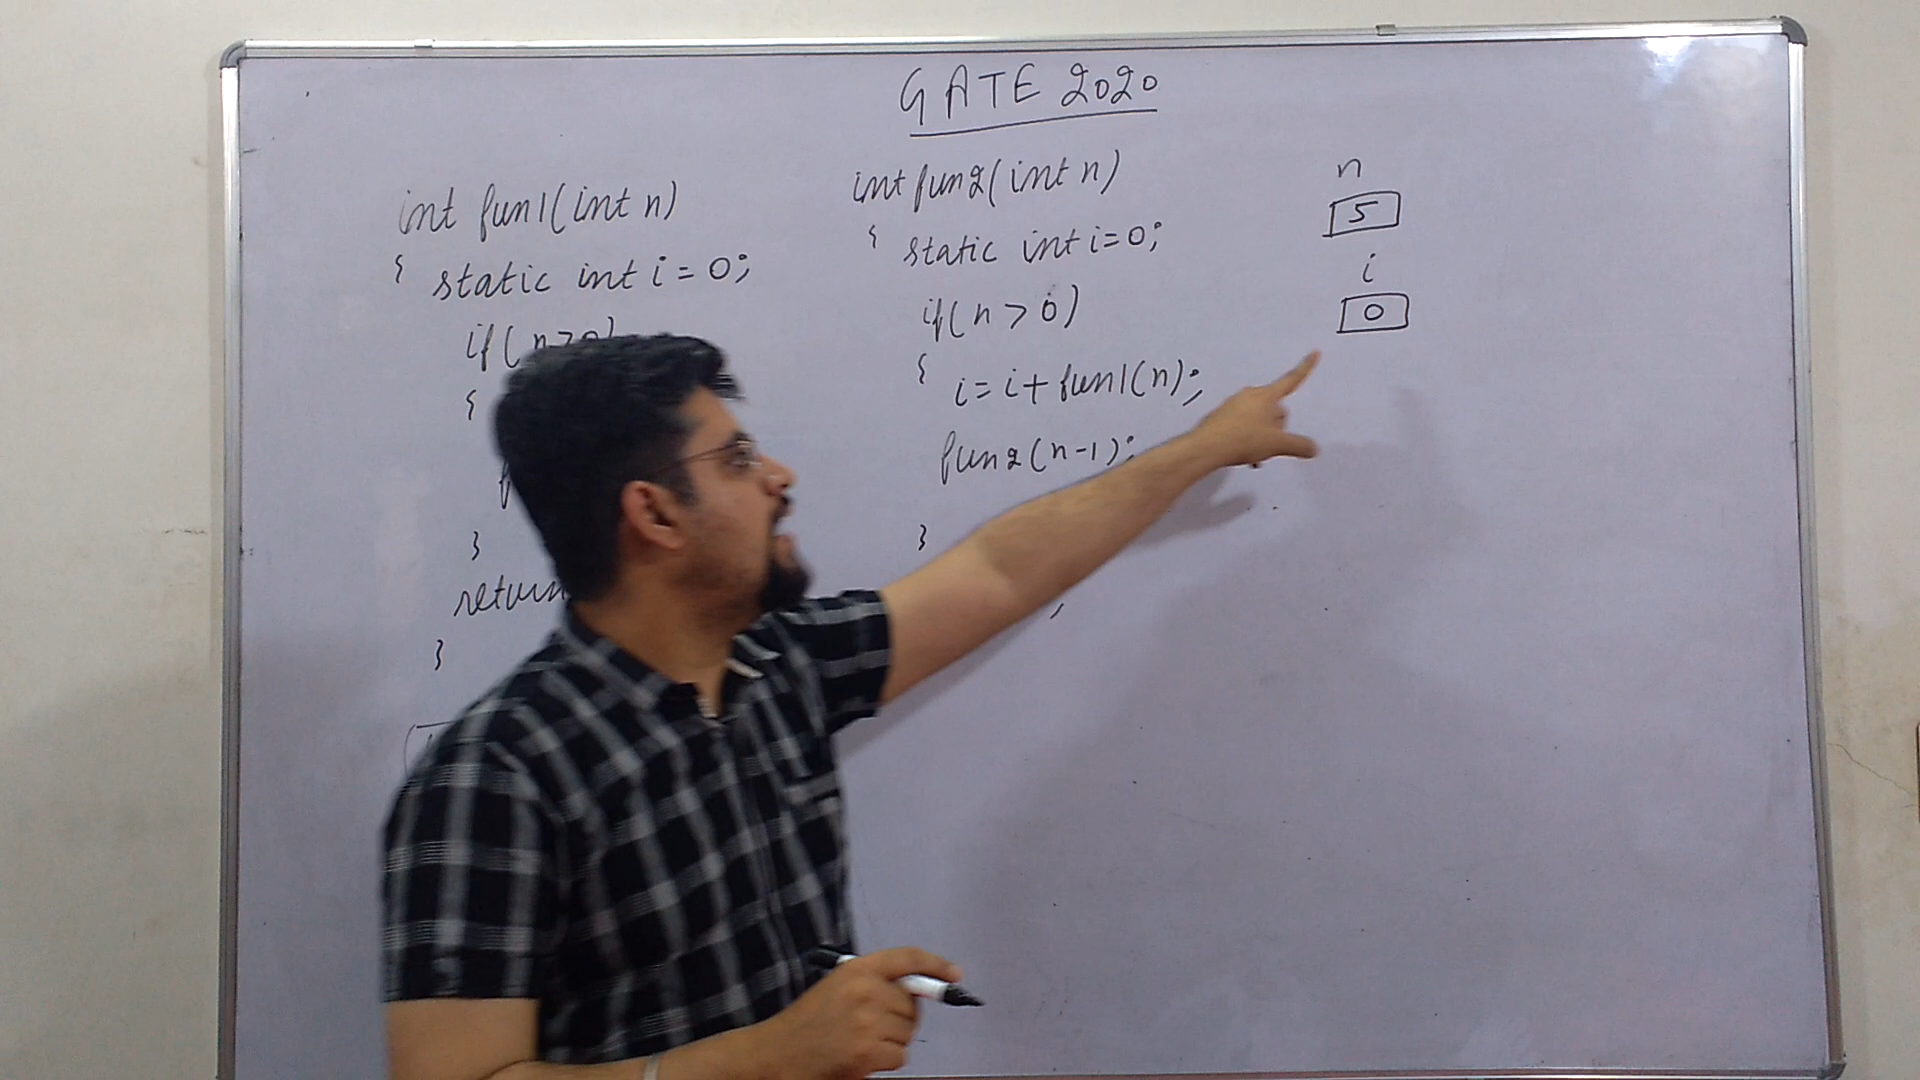 GATE 2020
int fun1(int n)
{ static int i = 0;
if( n>0)
{
}
return
}
int fun2(int n)
{ static int i=0;
if(n > 0)
{ i= i+ fun1(n);
fun2(n-1);
}
n
5
i
0